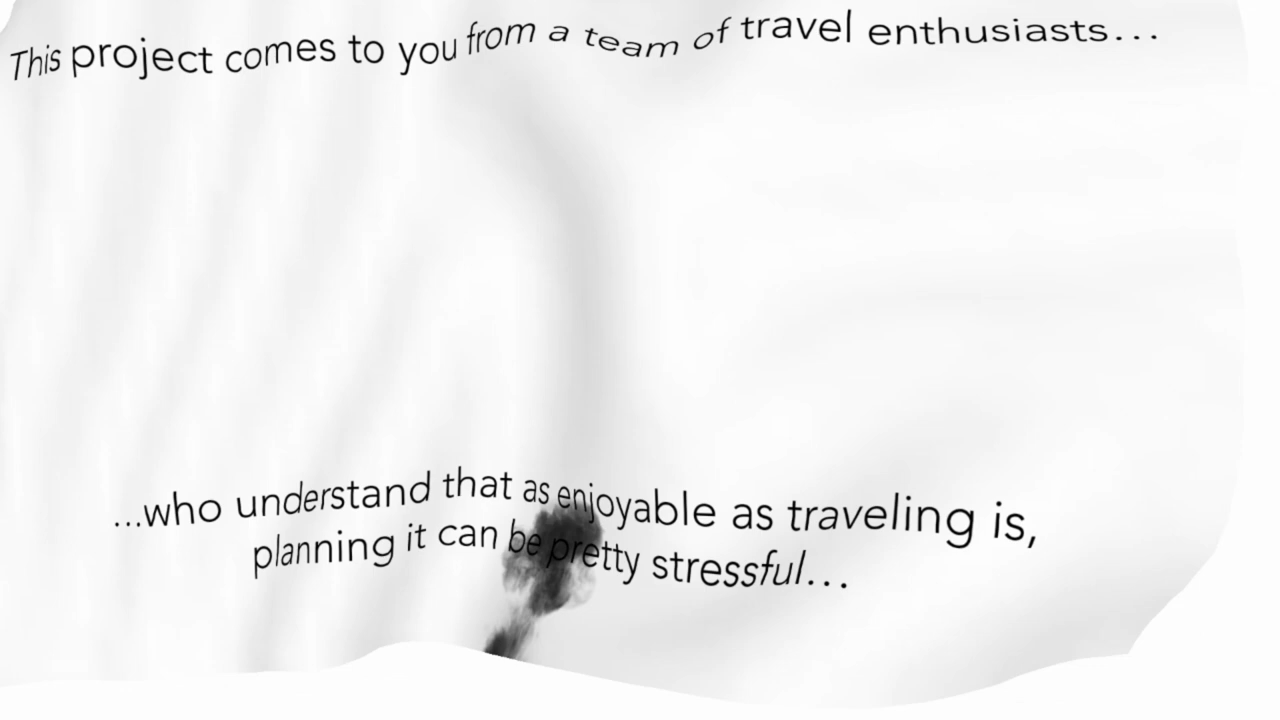 This project comes to you from a team of travel enthusiasts...
...who understand that as enjoyable as traveling is,
planning it can be pretty stressful...